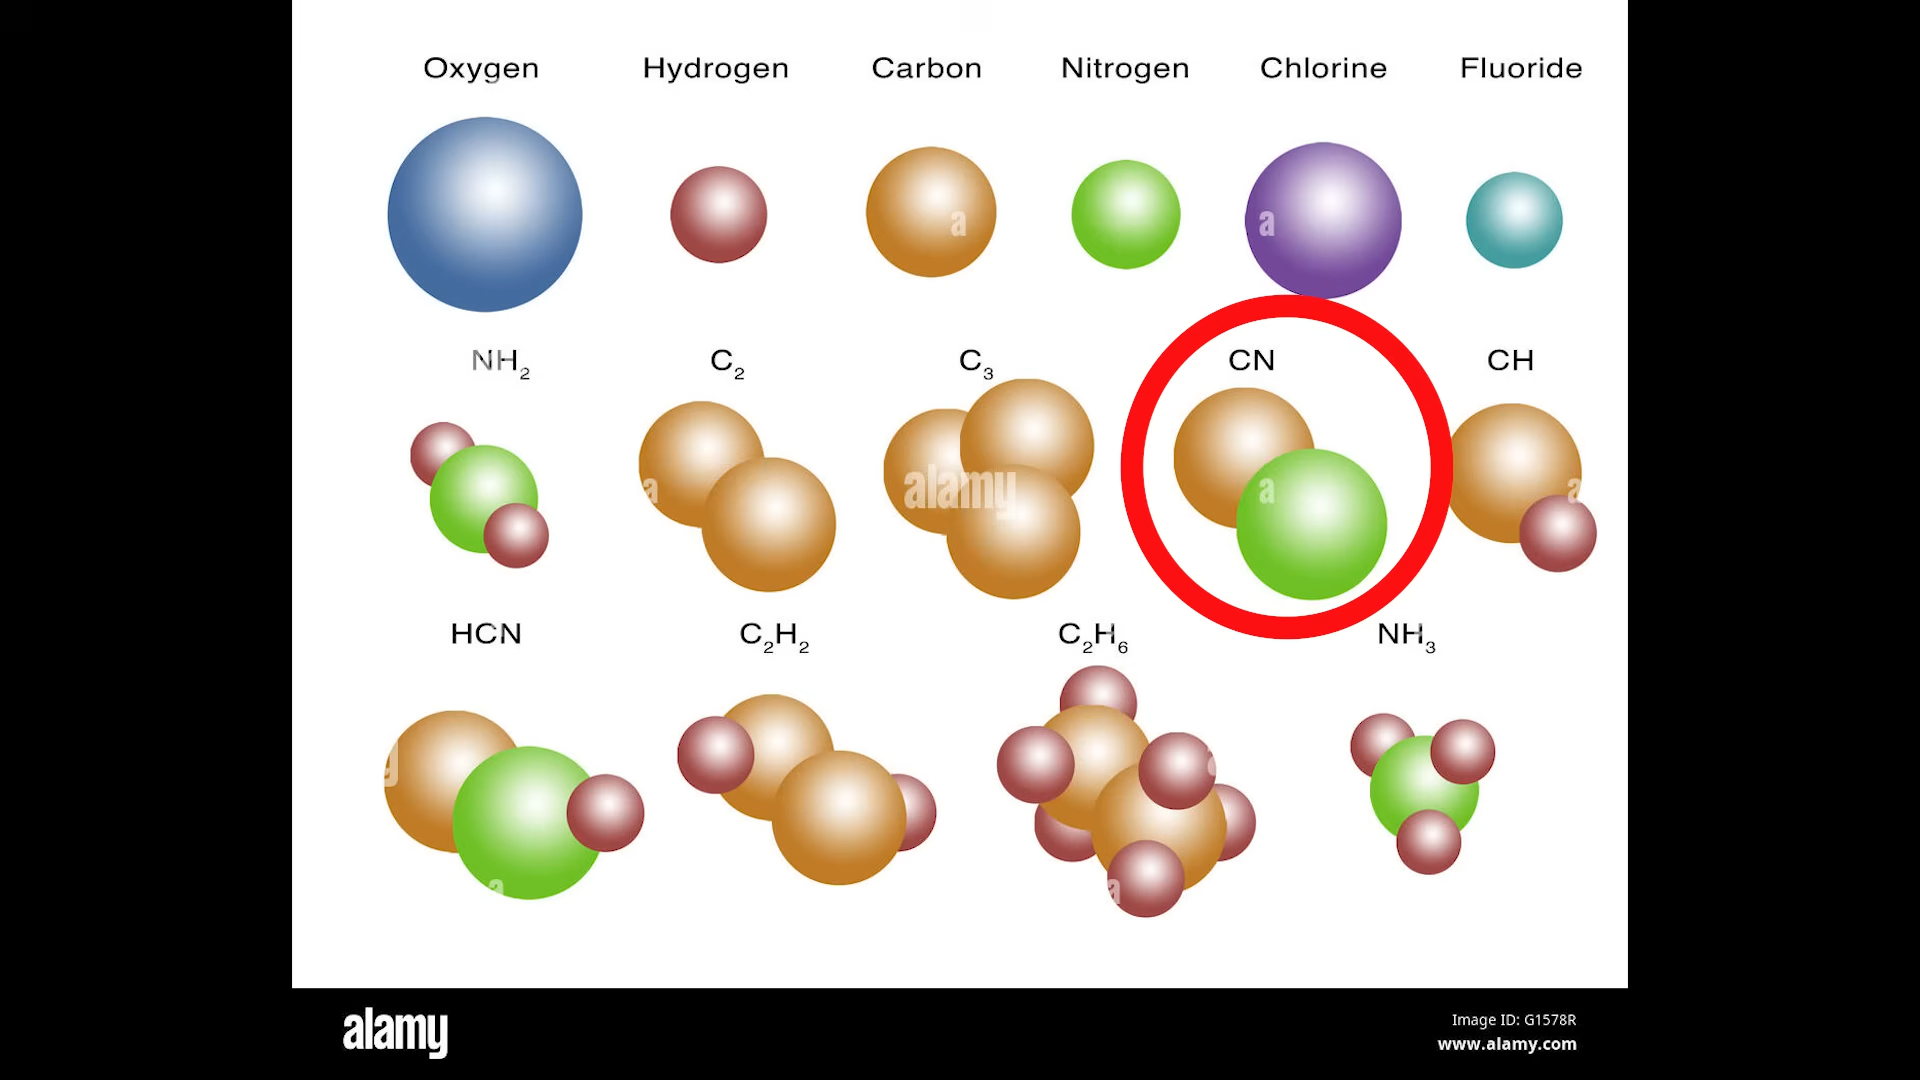 Oxygen Hydrogen Carbon Nitrogen Chlorine Fluoride
NH₂ C₂ C₃ CN CH
HCN C₂H₂ C₂H₆ NH₃
a a
a alamy a a
a a a a
alamy
Image ID: G1578R
www.alamy.com